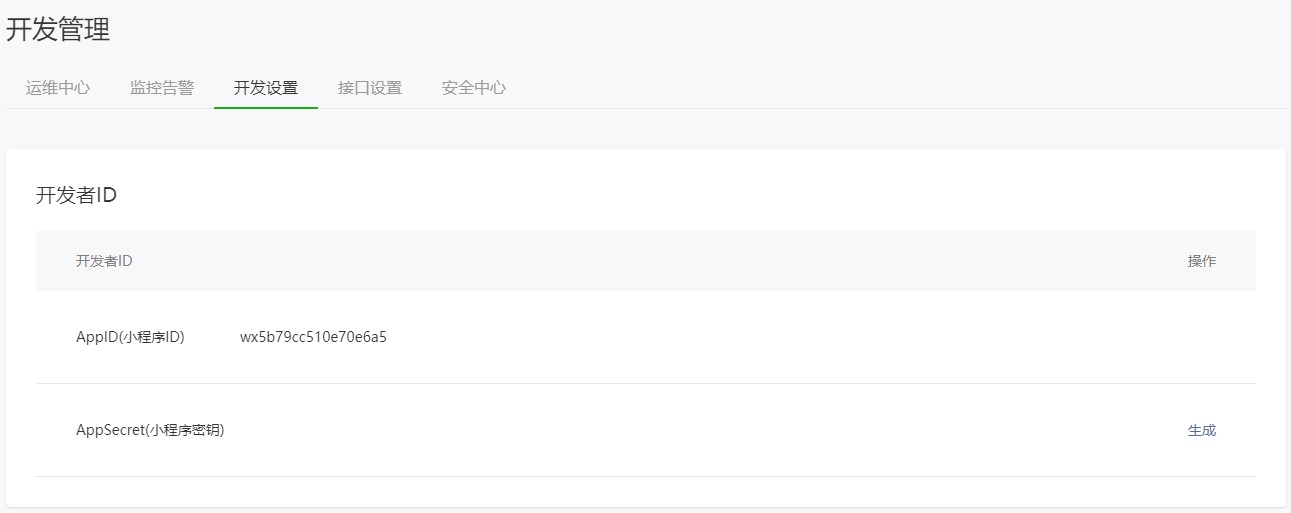 开发管理
运维中心 监控告警 开发设置 接口设置 安全中心
开发者ID
开发者ID 操作
AppID(小程序ID) wx5b79cc510e70e6a5
AppSecret(小程序密钥) 生成